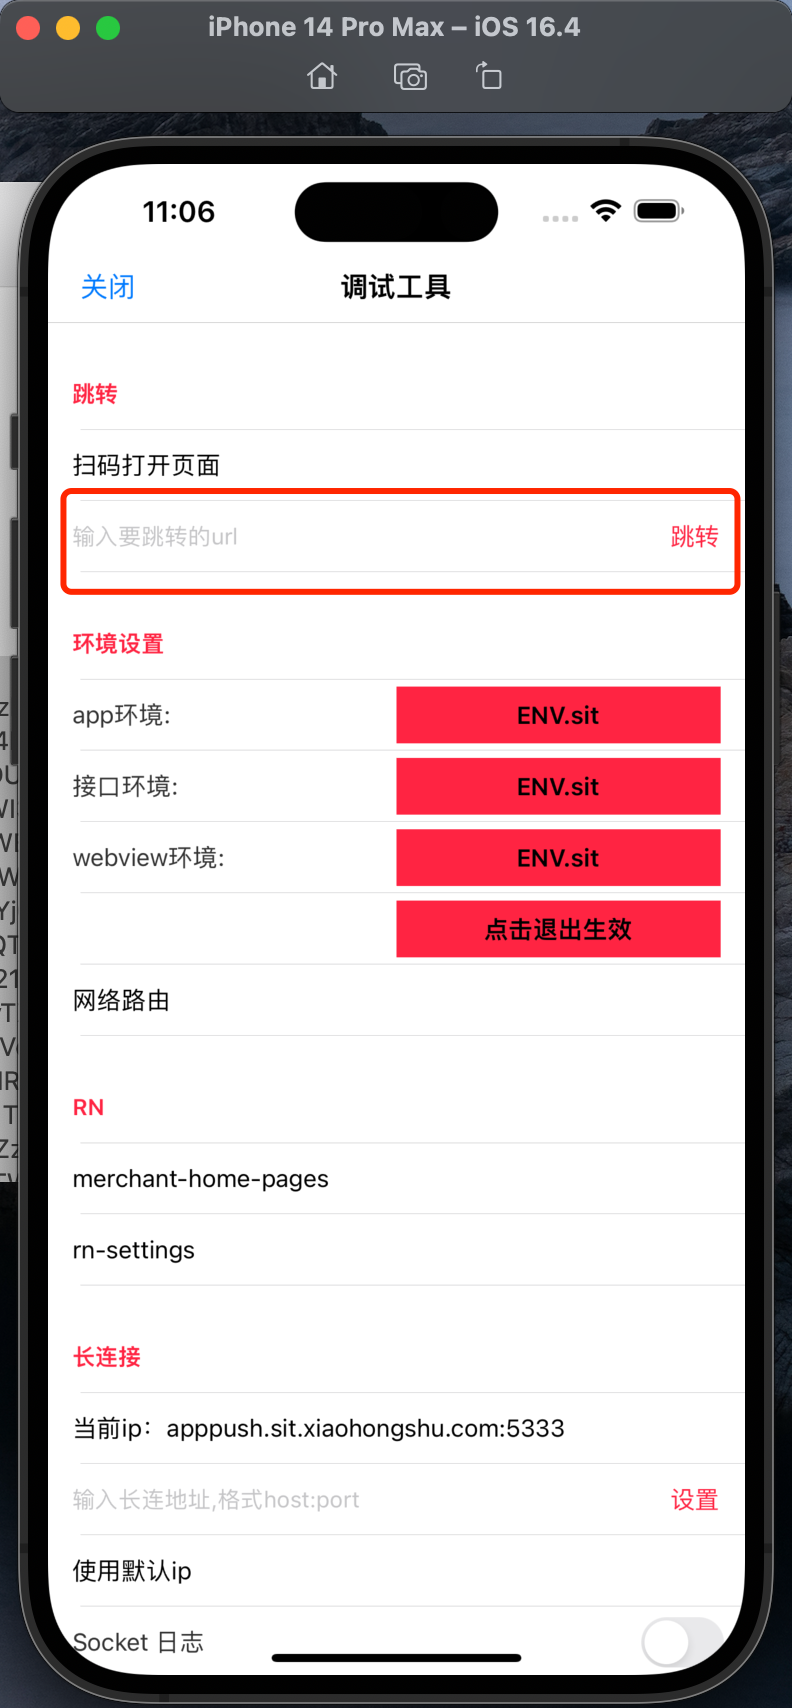 iPhone 14 Pro Max – iOS 16.4
11:06
关闭
调试工具
跳转
扫码打开页面
输入要跳转的url
跳转
环境设置
app环境:
ENV.sit
接口环境:
ENV.sit
webview环境:
ENV.sit
点击退出生效
网络路由
RN
merchant-home-pages
rn-settings
长连接
当前ip：apppush.sit.xiaohongshu.com:5333
输入长连地址,格式host:port
设置
使用默认ip
Socket 日志